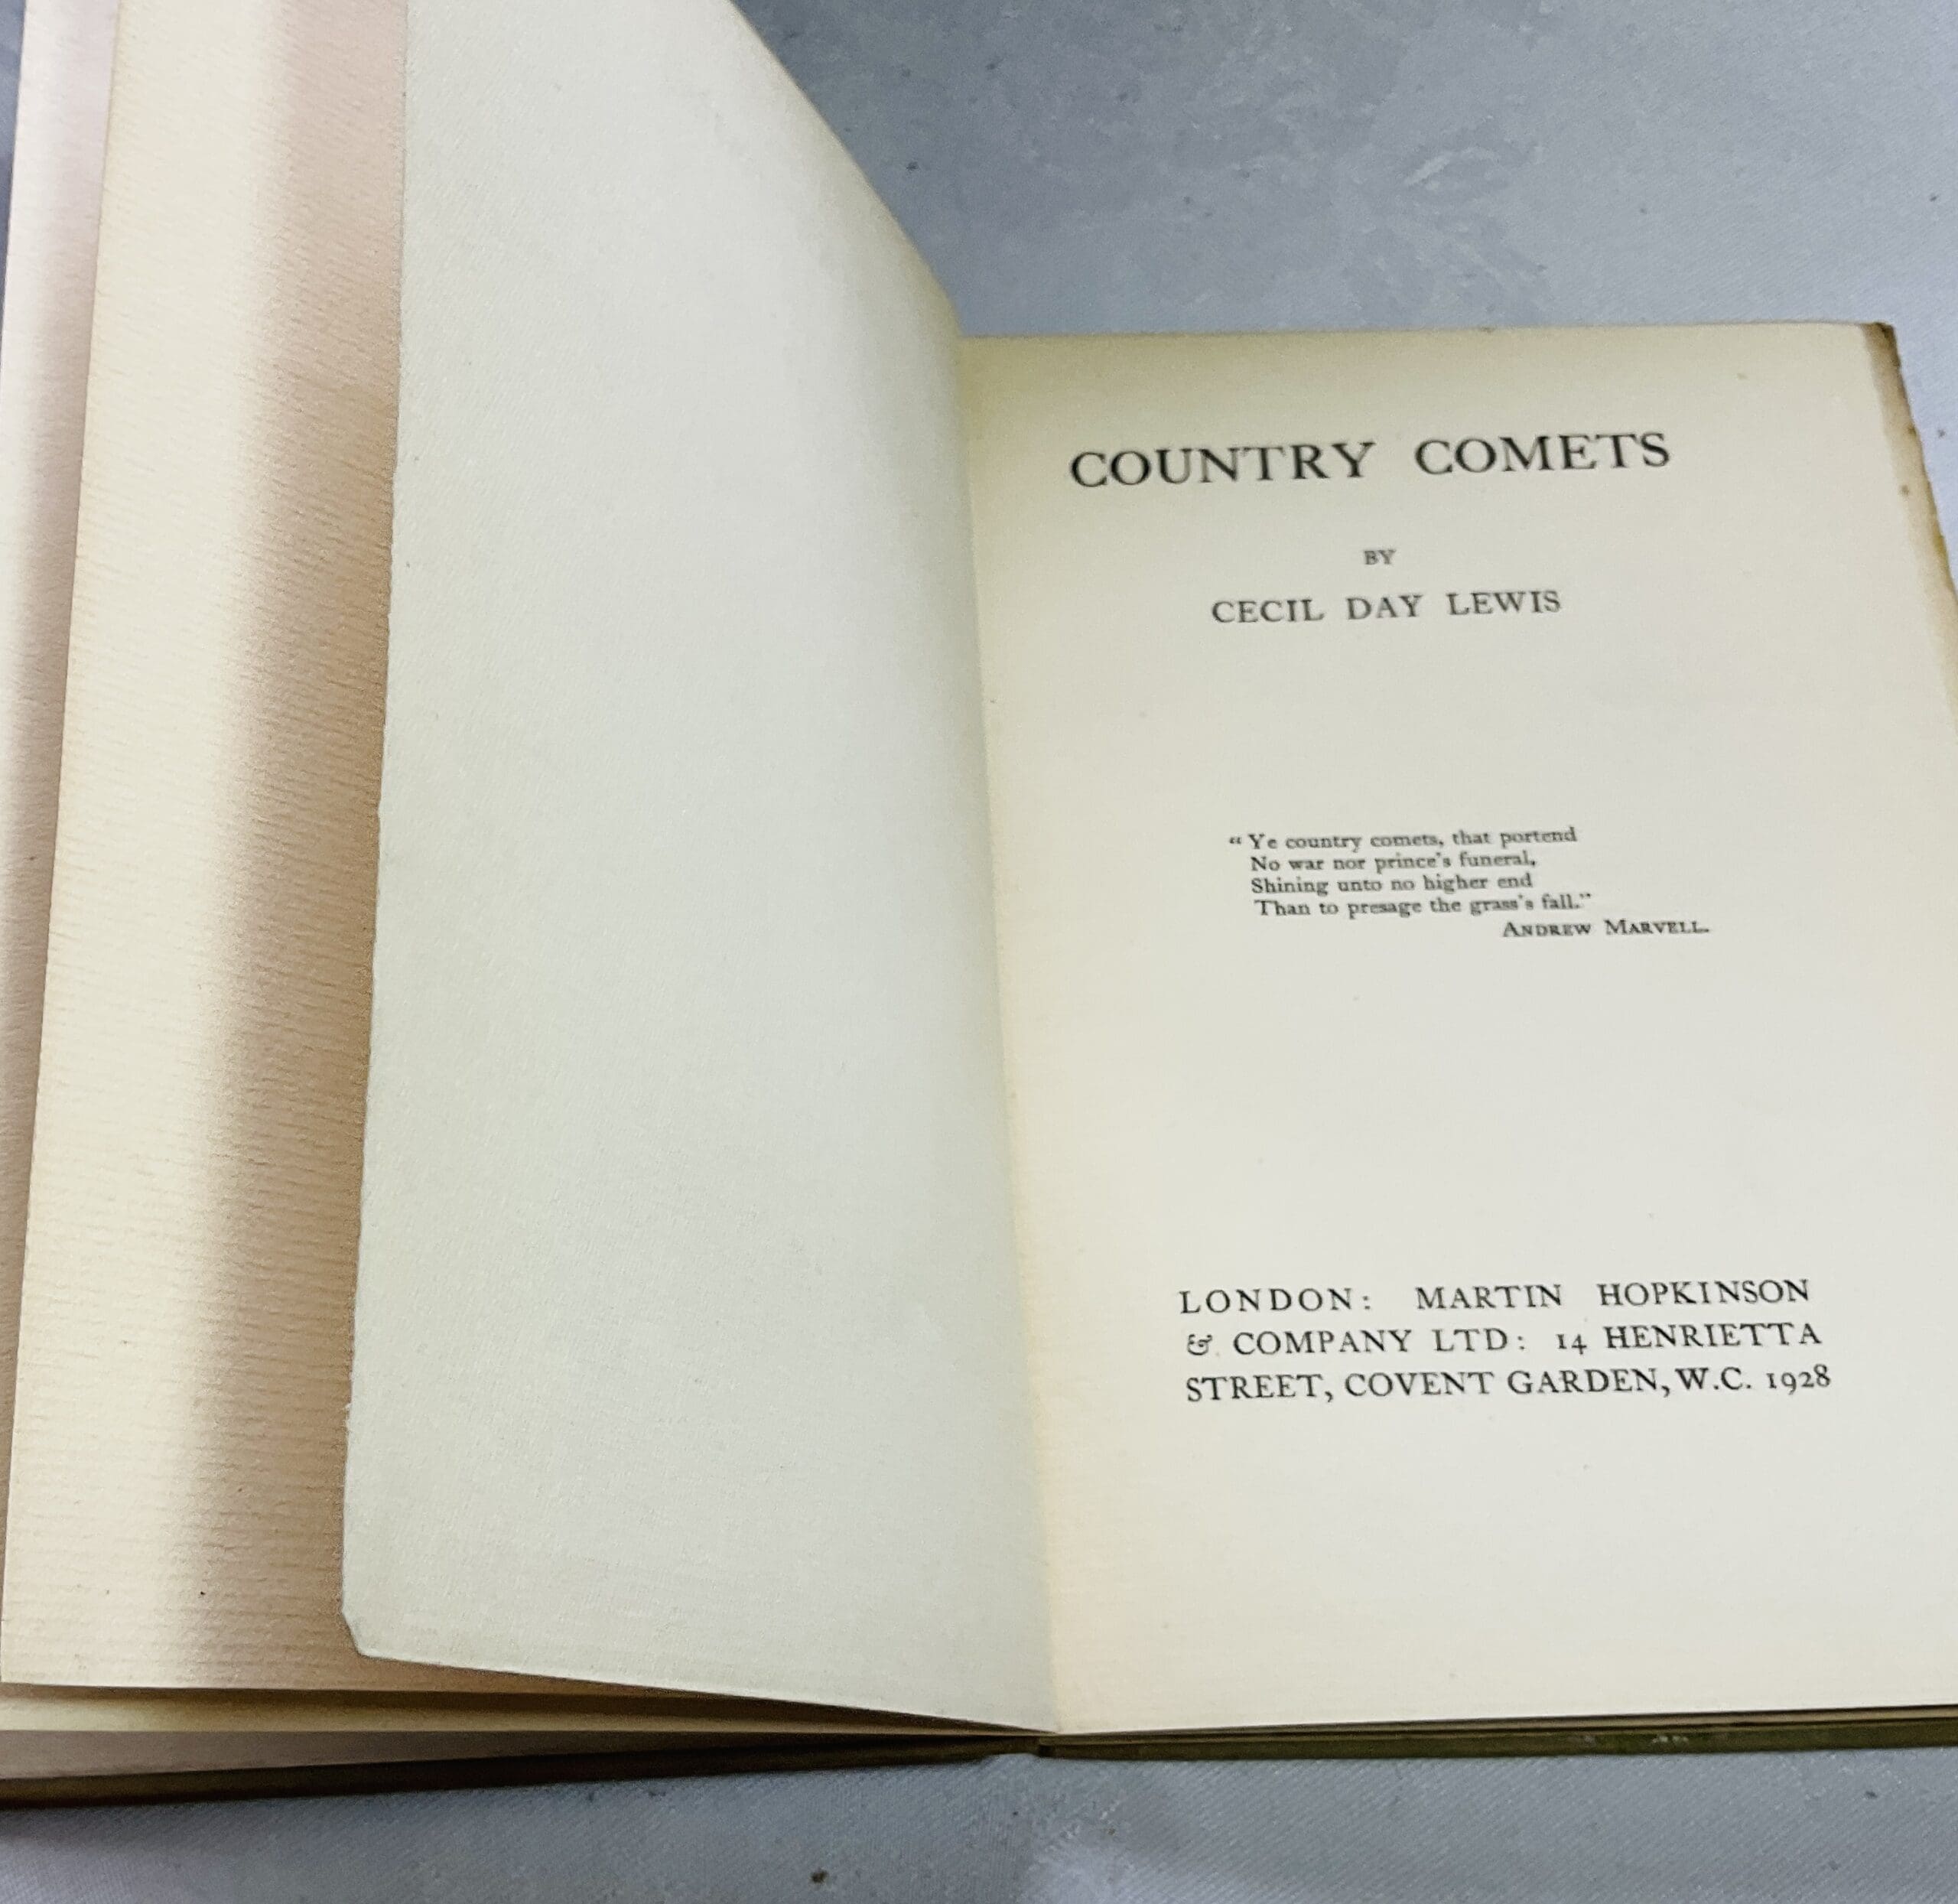 COUNTRY COMETS
BY
CECIL DAY LEWIS
“ Ye country comets, that portend
No war nor prince's funeral,
Shining unto no higher end
Than to presage the grass's fall.”
ANDREW MARVELL.
LONDON: MARTIN HOPKINSON
& COMPANY LTD: 14 HENRIETTA
STREET, COVENT GARDEN, W.C. 1928